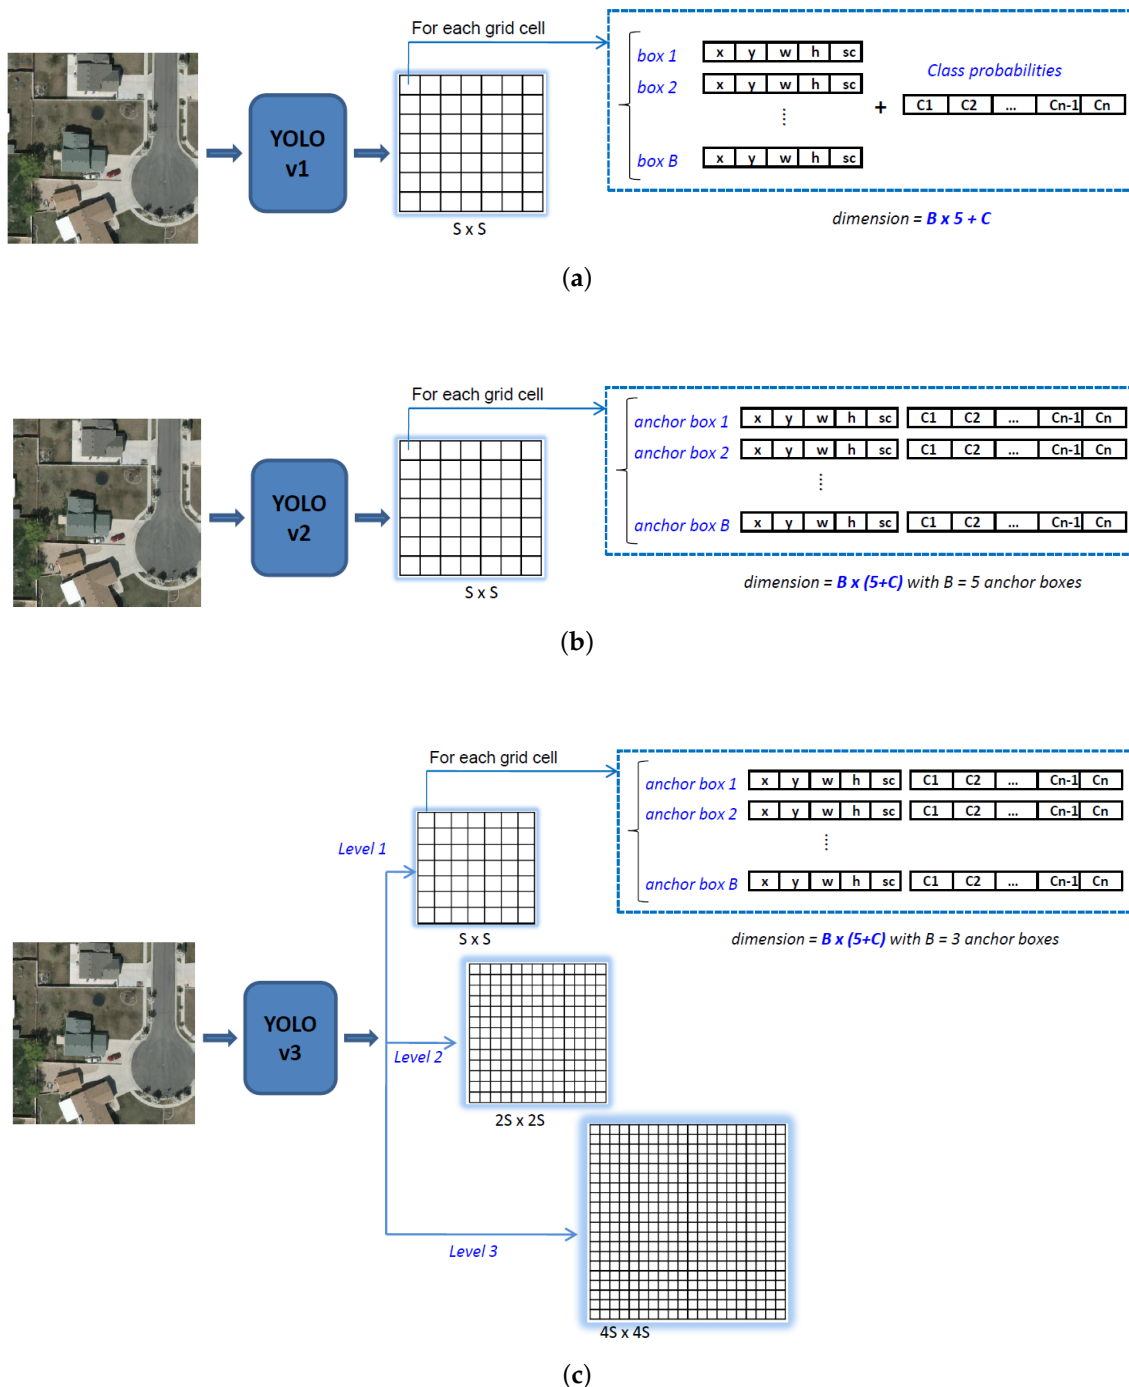 For each grid cell
box 1 x y w h sc
box 2 x y w h sc
box B x y w h sc
+
Class probabilities
C1 C2 ... Cn-1 Cn
YOLO
v1
S x S
dimension = B x 5 + C
(a)
For each grid cell
anchor box 1 x y w h sc C1 C2 ... Cn-1 Cn
anchor box 2 x y w h sc C1 C2 ... Cn-1 Cn
anchor box B x y w h sc C1 C2 ... Cn-1 Cn
YOLO
v2
S x S
dimension = B x (5+C) with B = 5 anchor boxes
(b)
For each grid cell
anchor box 1 x y w h sc C1 C2 ... Cn-1 Cn
anchor box 2 x y w h sc C1 C2 ... Cn-1 Cn
anchor box B x y w h sc C1 C2 ... Cn-1 Cn
dimension = B x (5+C) with B = 3 anchor boxes
Level 1
S x S
YOLO
v3
Level 2
2S x 2S
Level 3
4S x 4S
(c)